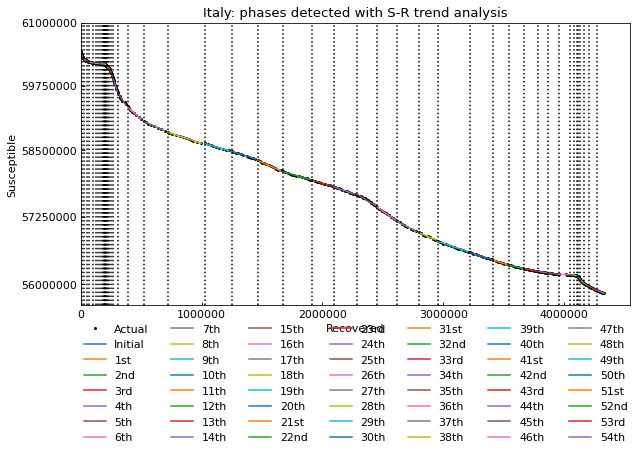 Italy: phases detected with S-R trend analysis
61000000
59750000
58500000
57250000
56000000
Susceptible
0 1000000 2000000 3000000 4000000
Recovered
Actual 7th 15th 23rd 31st 39th 47th
Initial 8th 16th 24th 32nd 40th 48th
1st 9th 17th 25th 33rd 41st 49th
2nd 10th 18th 26th 34th 42nd 50th
3rd 11th 19th 27th 35th 43rd 51st
4th 12th 20th 28th 36th 44th 52nd
5th 13th 21st 29th 37th 45th 53rd
6th 14th 22nd 30th 38th 46th 54th